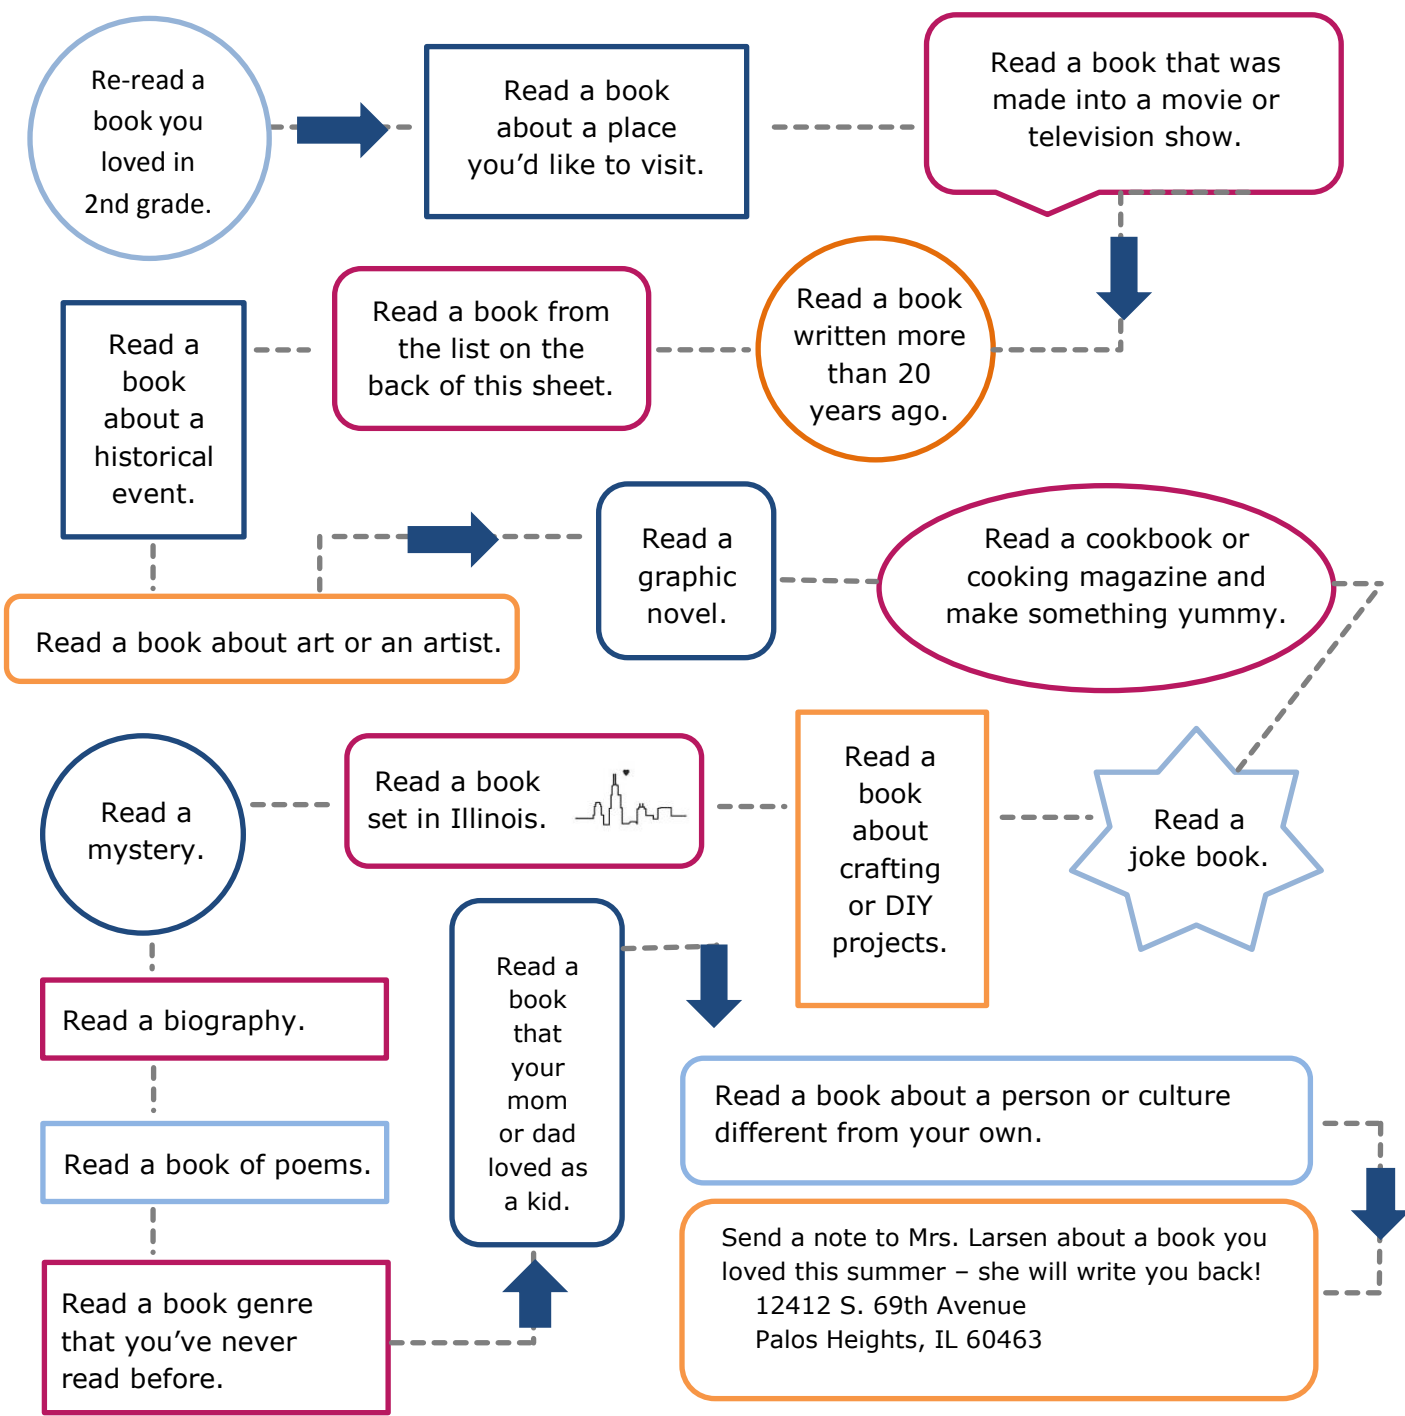 Re-read a
book you
loved in
2nd grade.
Read a book
about a place
you’d like to visit.
Read a book that was
made into a movie or
television show.
Read a book
written more
than 20
years ago.
Read a book from
the list on the
back of this sheet.
Read a
book
about a
historical
event.
Read a book about art or an artist.
Read a
graphic
novel.
Read a cookbook or
cooking magazine and
make something yummy.
Read a
joke book.
Read a
book
about
crafting
or DIY
projects.
Read a book
set in Illinois.
Read a
mystery.
Read a biography.
Read a book of poems.
Read a book genre
that you’ve never
read before.
Read a
book
that
your
mom
or dad
loved as
a kid.
Read a book about a person or culture
different from your own.
Send a note to Mrs. Larsen about a book you
loved this summer – she will write you back!
12412 S. 69th Avenue
Palos Heights, IL 60463